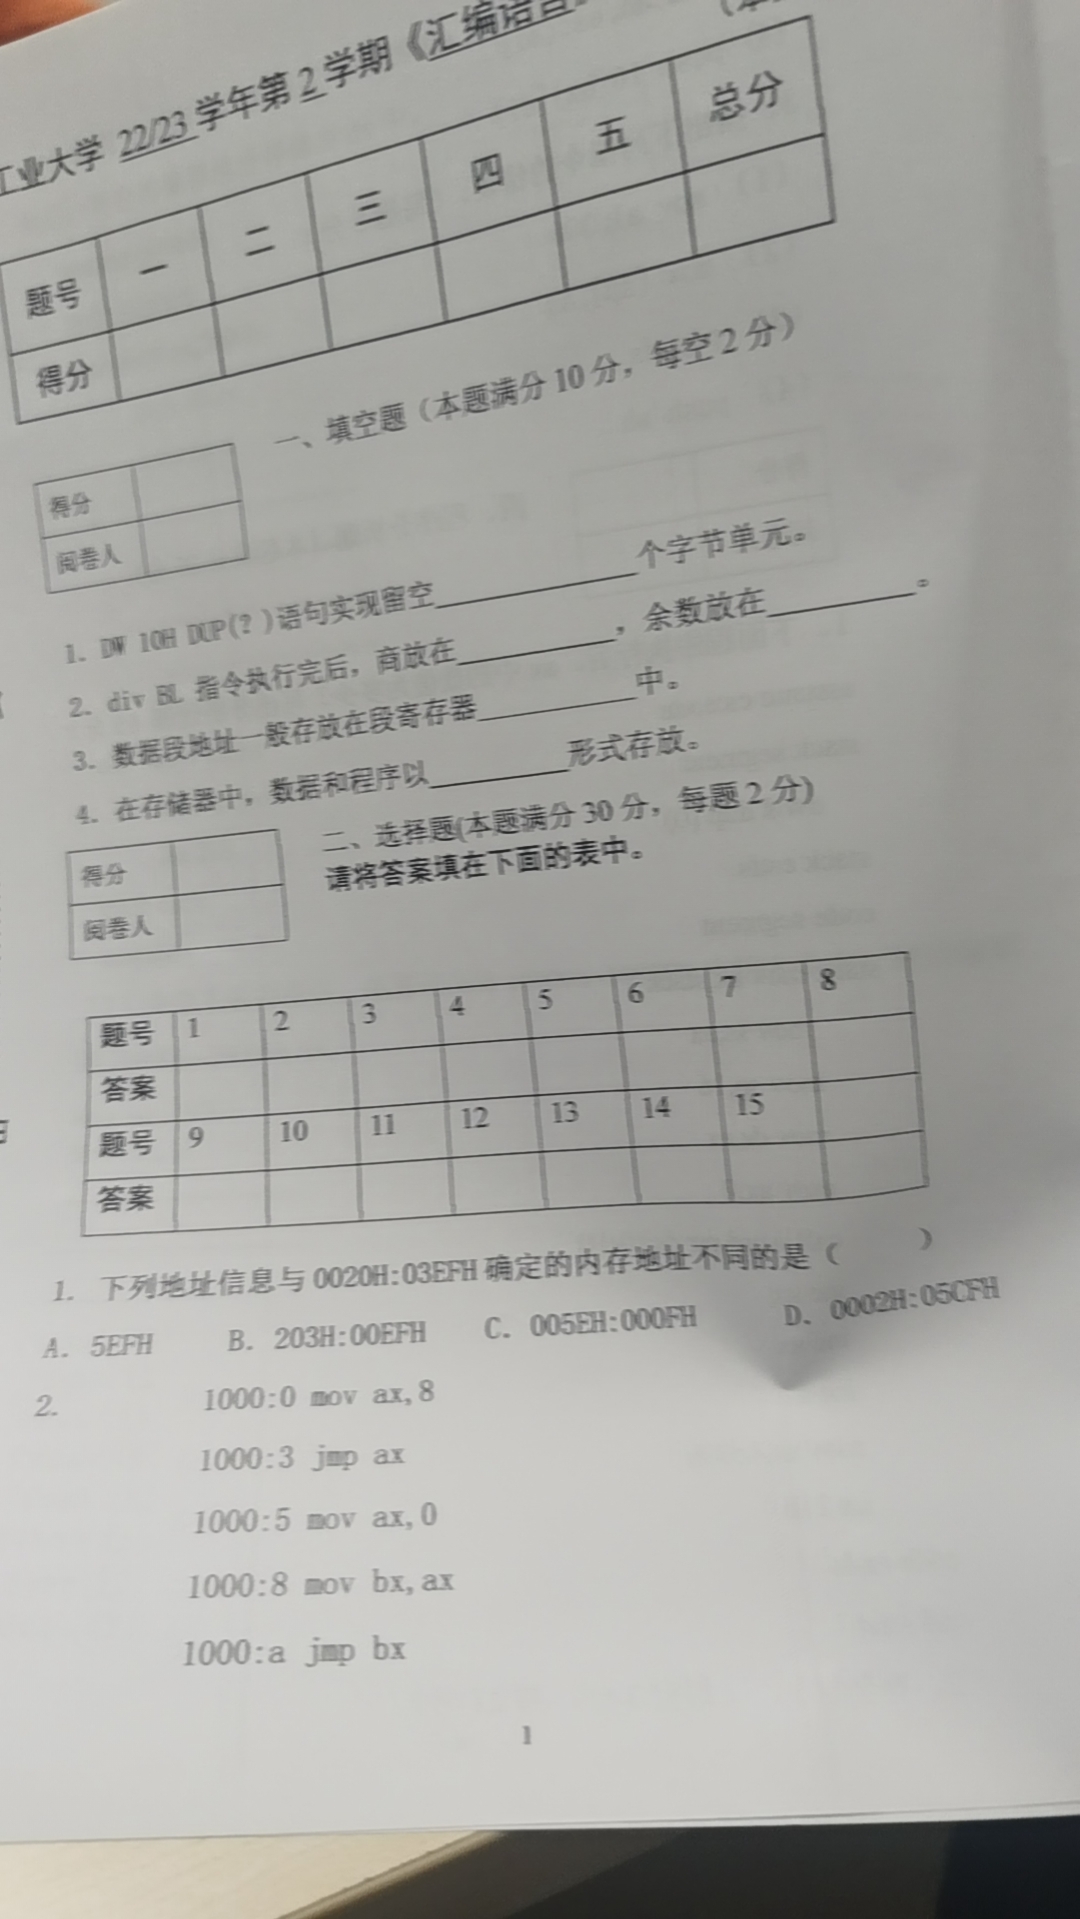 工业大学 22/23 学年第 2 学期《汇编语言
题号 一 二 三 四 五 总分
得分
一、填空题（本题满分 10 分，每空 2 分）
得分
阅卷人
1. DW 10H DUP(?)语句实现留空____________个字节单元。
2. div BL 指令执行完后，商放在__________，余数放在_________。
3. 数据段地址一般存放在段寄存器__________中。
4. 在存储器中，数据和程序以_________形式存放。
二、选择题(本题满分 30 分，每题 2 分)
请将答案填在下面的表中。
得分
阅卷人
题号 1 2 3 4 5 6 7 8
答案
题号 9 10 11 12 13 14 15
答案
1. 下列地址信息与 0020H:03EFH 确定的内存地址不同的是（ ）
A. 5EFH B. 203H:00EFH C. 005EH:000FH D. 0002H:05CFH
2. 1000:0 mov ax,8
1000:3 jmp ax
1000:5 mov ax,0
1000:8 mov bx,ax
1000:a jmp bx
1